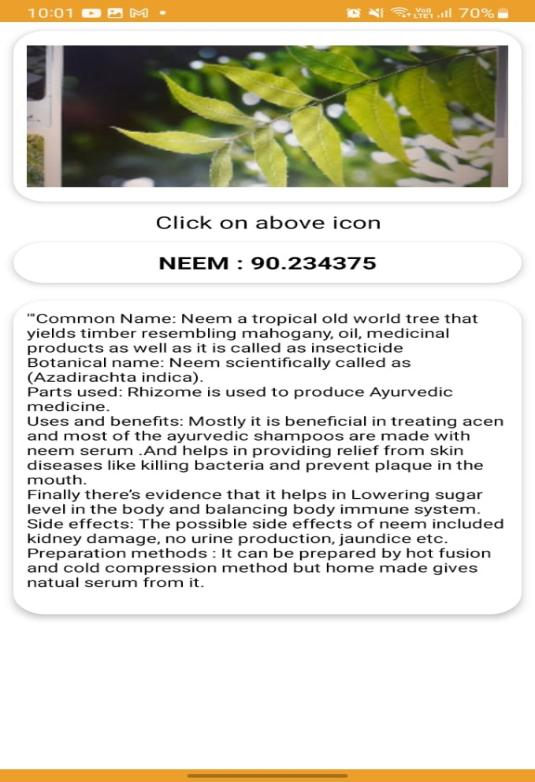 10:01
Vo))
LTE1
70%
Click on above icon
NEEM : 90.234375
'"Common Name: Neem a tropical old world tree that
yields timber resembling mahogany, oil, medicinal
products as well as it is called as insecticide
Botanical name: Neem scientifically called as
(Azadirachta indica).
Parts used: Rhizome is used to produce Ayurvedic
medicine.
Uses and benefits: Mostly it is beneficial in treating acen
and most of the ayurvedic shampoos are made with
neem serum .And helps in providing relief from skin
diseases like killing bacteria and prevent plaque in the
mouth.
Finally there's evidence that it helps in Lowering sugar
level in the body and balancing body immune system.
Side effects: The possible side effects of neem included
kidney damage, no urine production, jaundice etc.
Preparation methods : It can be prepared by hot fusion
and cold compression method but home made gives
natual serum from it.